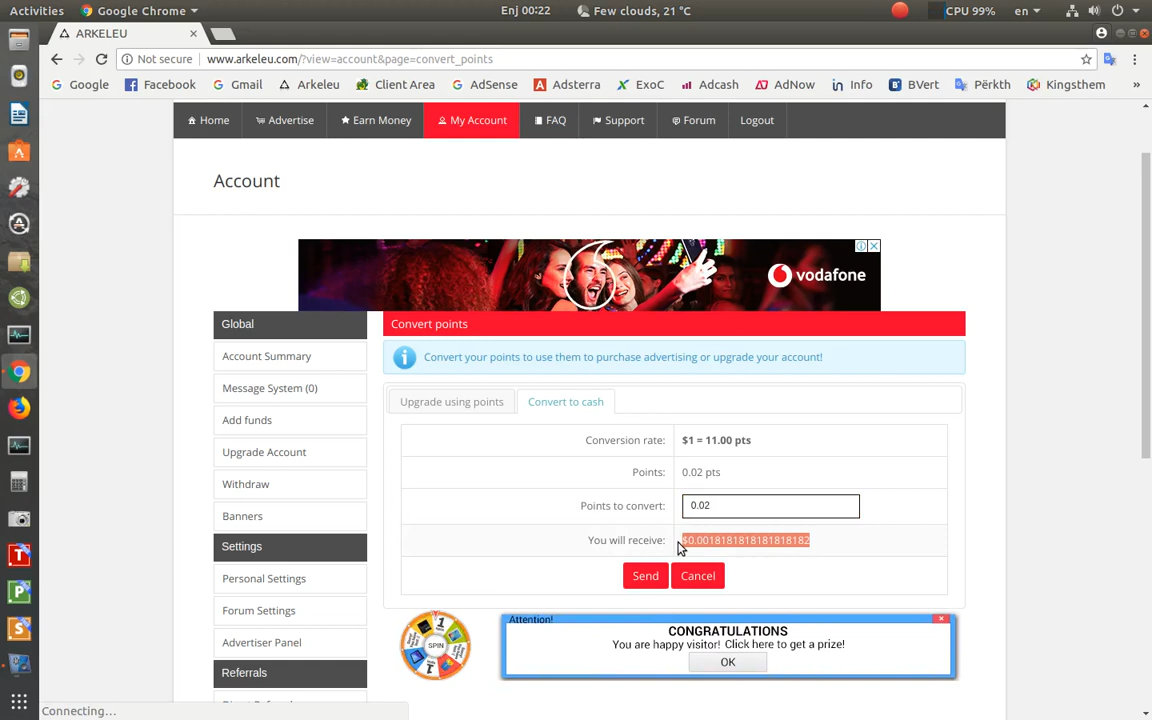 Activities Google Chrome Enj 00:22 Few clouds, 21 °C CPU 99% en
ARKELEU
Not secure www.arkeleu.com/?view=account&page=convert_points
Google Facebook Gmail Arkeleu Client Area AdSense Adsterra ExoC Adcash AdNow Info BVert Përkth Kingsthem »
Home Advertise Earn Money My Account FAQ Support Forum Logout
Account
vodafone
Global
Account Summary
Message System (0)
Add funds
Upgrade Account
Withdraw
Banners
Settings
Personal Settings
Forum Settings
Advertiser Panel
Referrals
Convert points
Convert your points to use them to purchase advertising or upgrade your account!
Upgrade using points Convert to cash
Conversion rate: $1 = 11.00 pts
Points: 0.02 pts
Points to convert: 0.02
You will receive: $0.0018181818181818182
Send Cancel
SPIN
1
1
Attention!
CONGRATULATIONS
You are happy visitor! Click here to get a prize!
OK
Connecting...